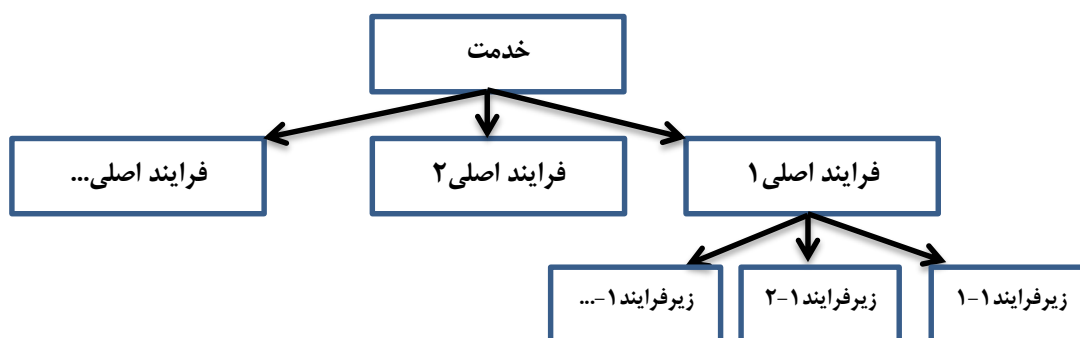 خدمت
فرایند اصلی۱
فرایند اصلی۲
فرایند اصلی...
زیرفرایند۱-۱
زیرفرایند۱-۲
زیرفرایند۱-...